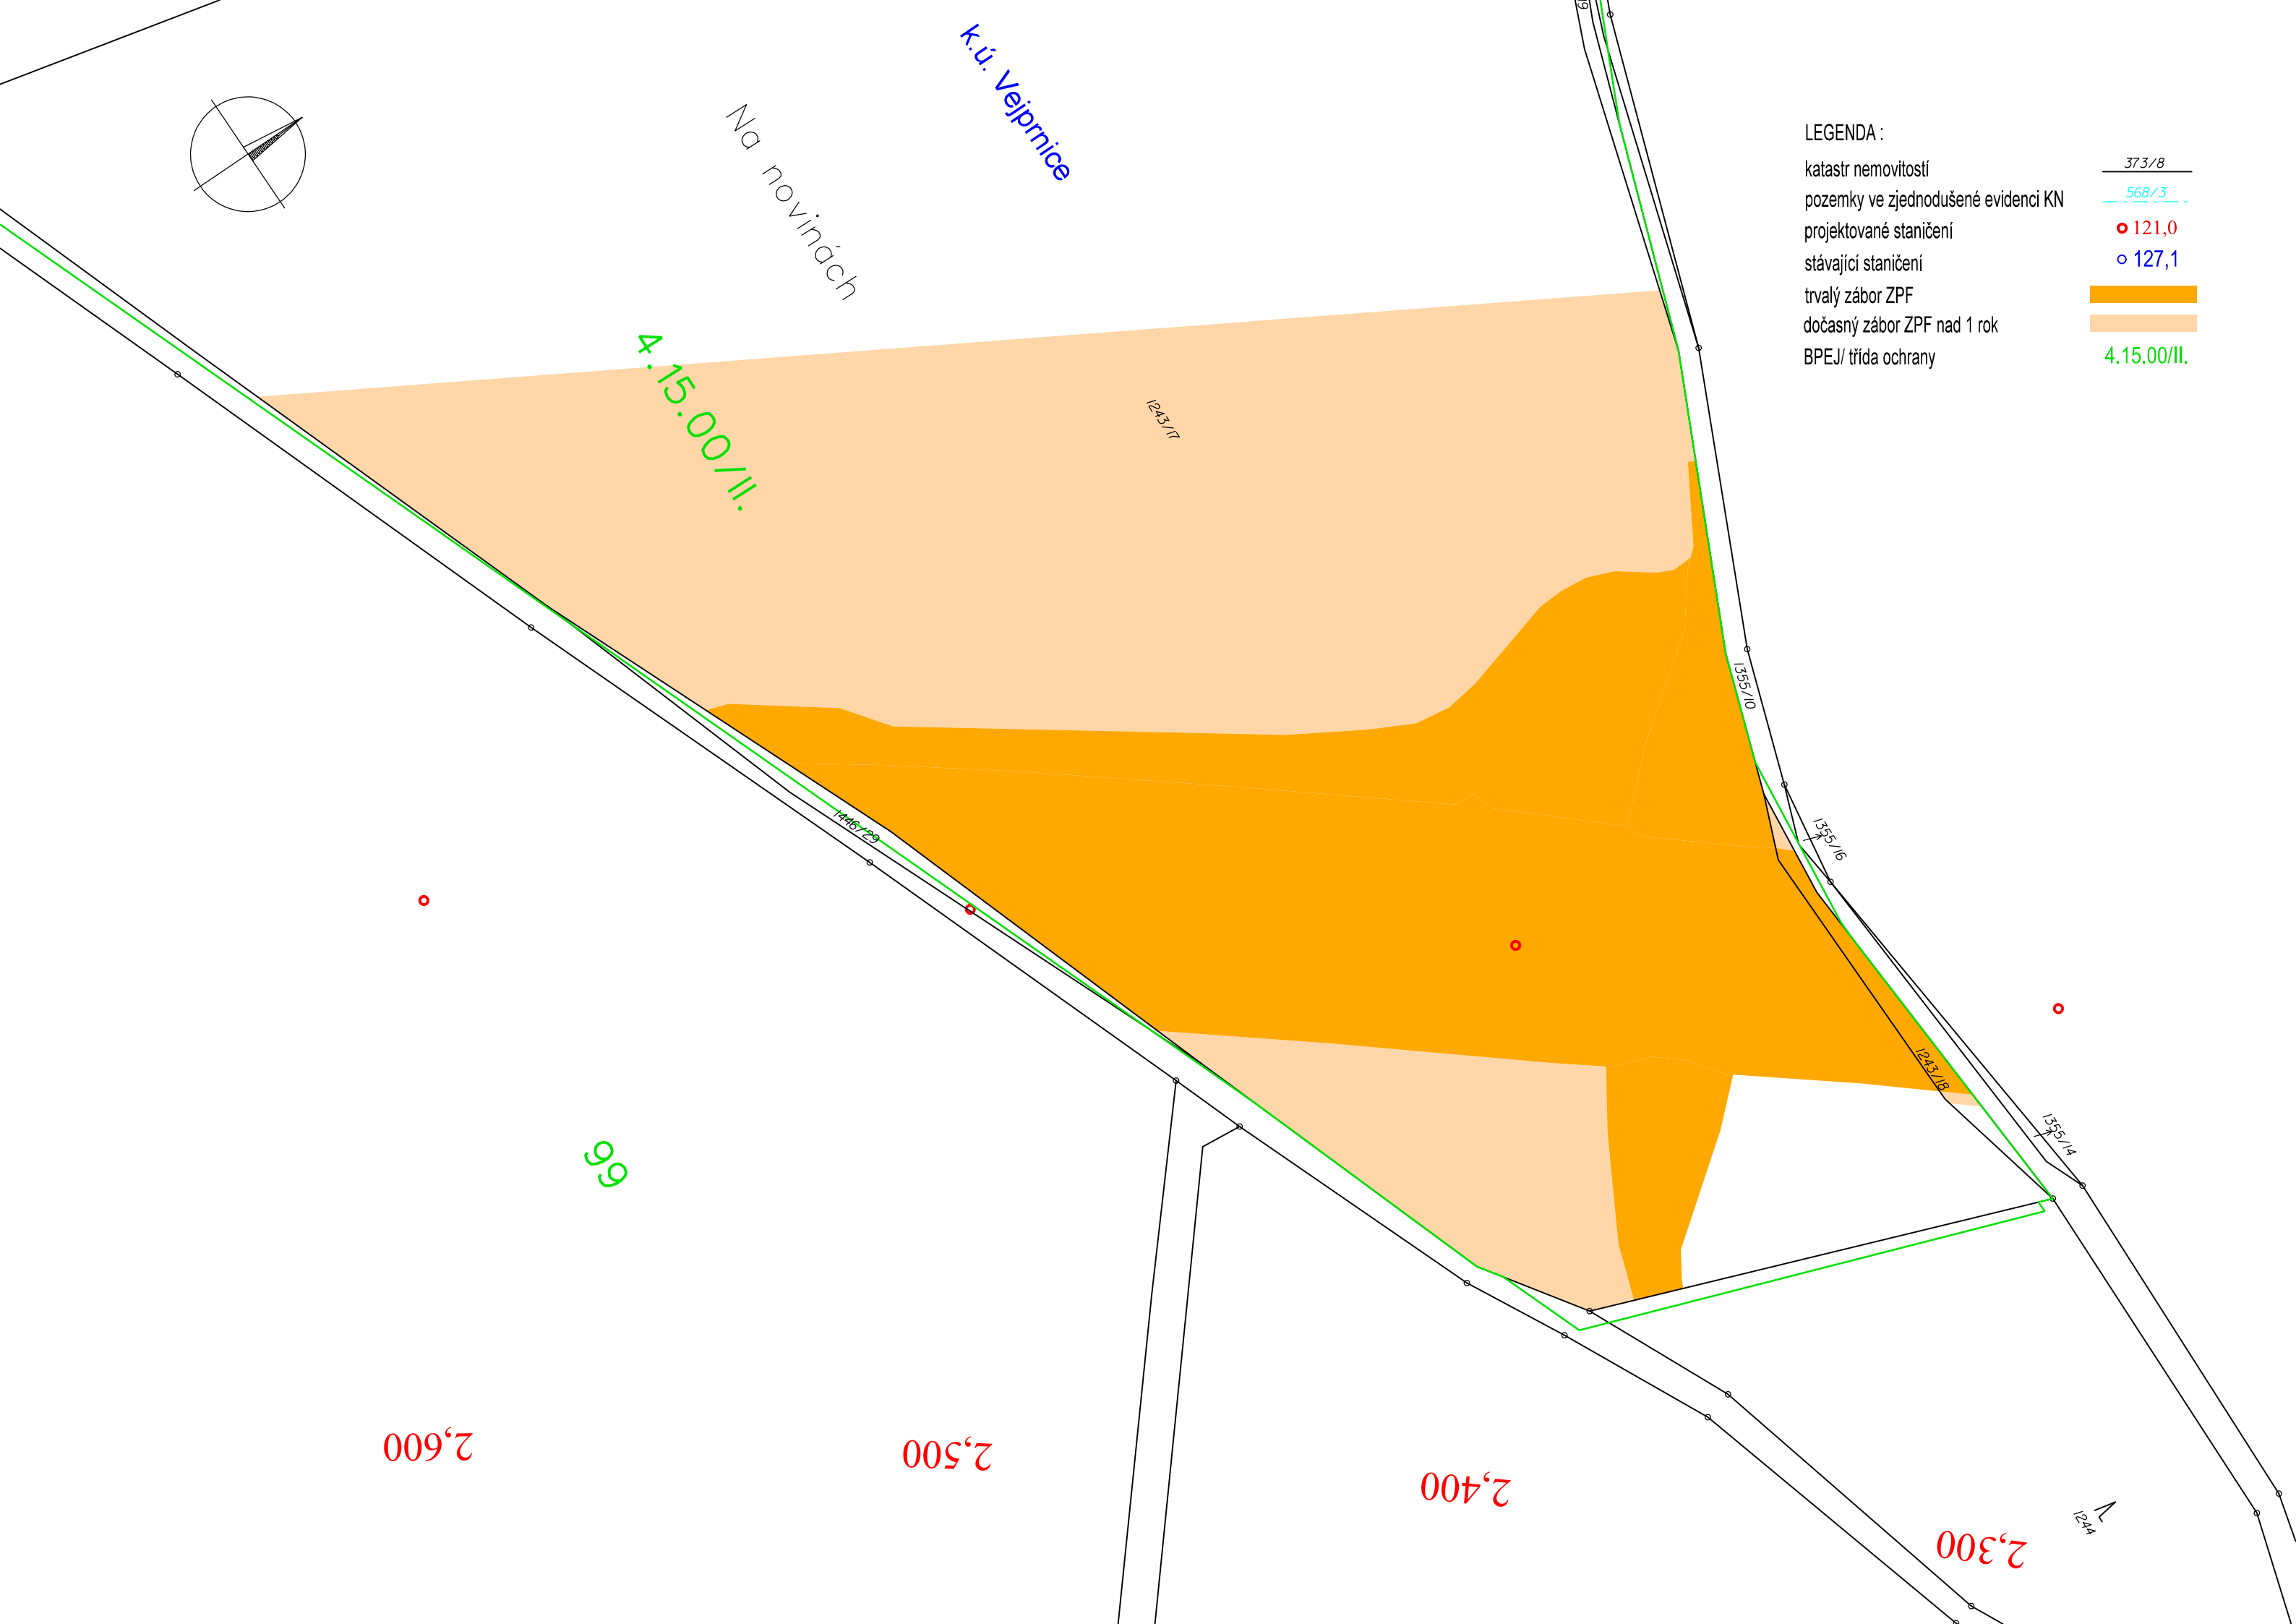 k.ú. Vejprnice
Na novinách
LEGENDA :
katastr nemovitostí 373/8
pozemky ve zjednodušené evidenci KN 568/3
projektované staničení 121,0
stávající staničení 127,1
trvalý zábor ZPF
dočasný zábor ZPF nad 1 rok
BPEJ/ třída ochrany 4.15.00/II.
4.15.00/II.
1243/17
1355/10
1446/29
1355/16
1243/18
1355/14
99
2,600
2,500
2,400
2,300
1244